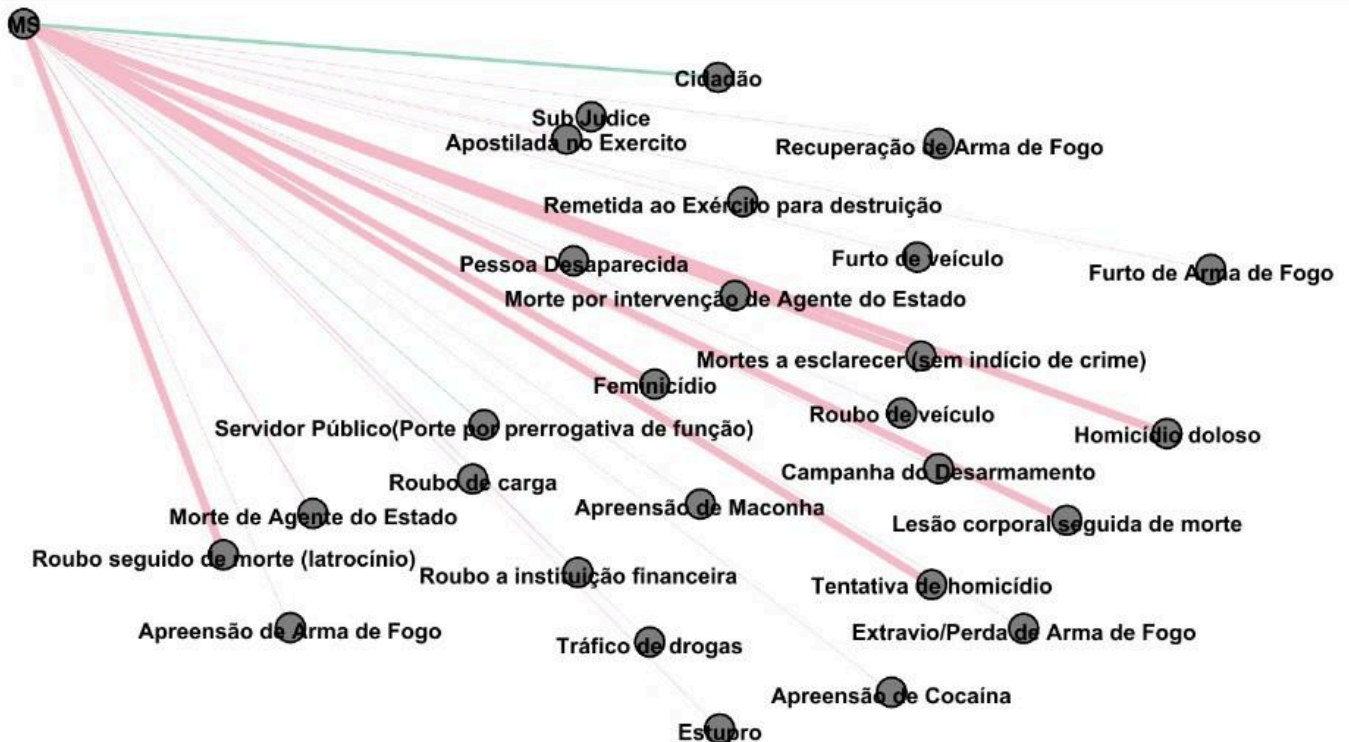 MS
Cidadão
Sub Judice
Apostilada no Exercito
Recuperação de Arma de Fogo
Remetida ao Exército para destruição
Pessoa Desaparecida
Furto de veículo
Furto de Arma de Fogo
Morte por intervenção de Agente do Estado
Mortes a esclarecer (sem indício de crime)
Feminicídio
Roubo de veículo
Servidor Público(Porte por prerrogativa de função)
Homicídio doloso
Roubo de carga
Campanha do Desarmamento
Apreensão de Maconha
Morte de Agente do Estado
Lesão corporal seguida de morte
Roubo seguido de morte (latrocínio)
Roubo a instituição financeira
Tentativa de homicídio
Apreensão de Arma de Fogo
Extravio/Perda de Arma de Fogo
Tráfico de drogas
Apreensão de Cocaína
Estupro